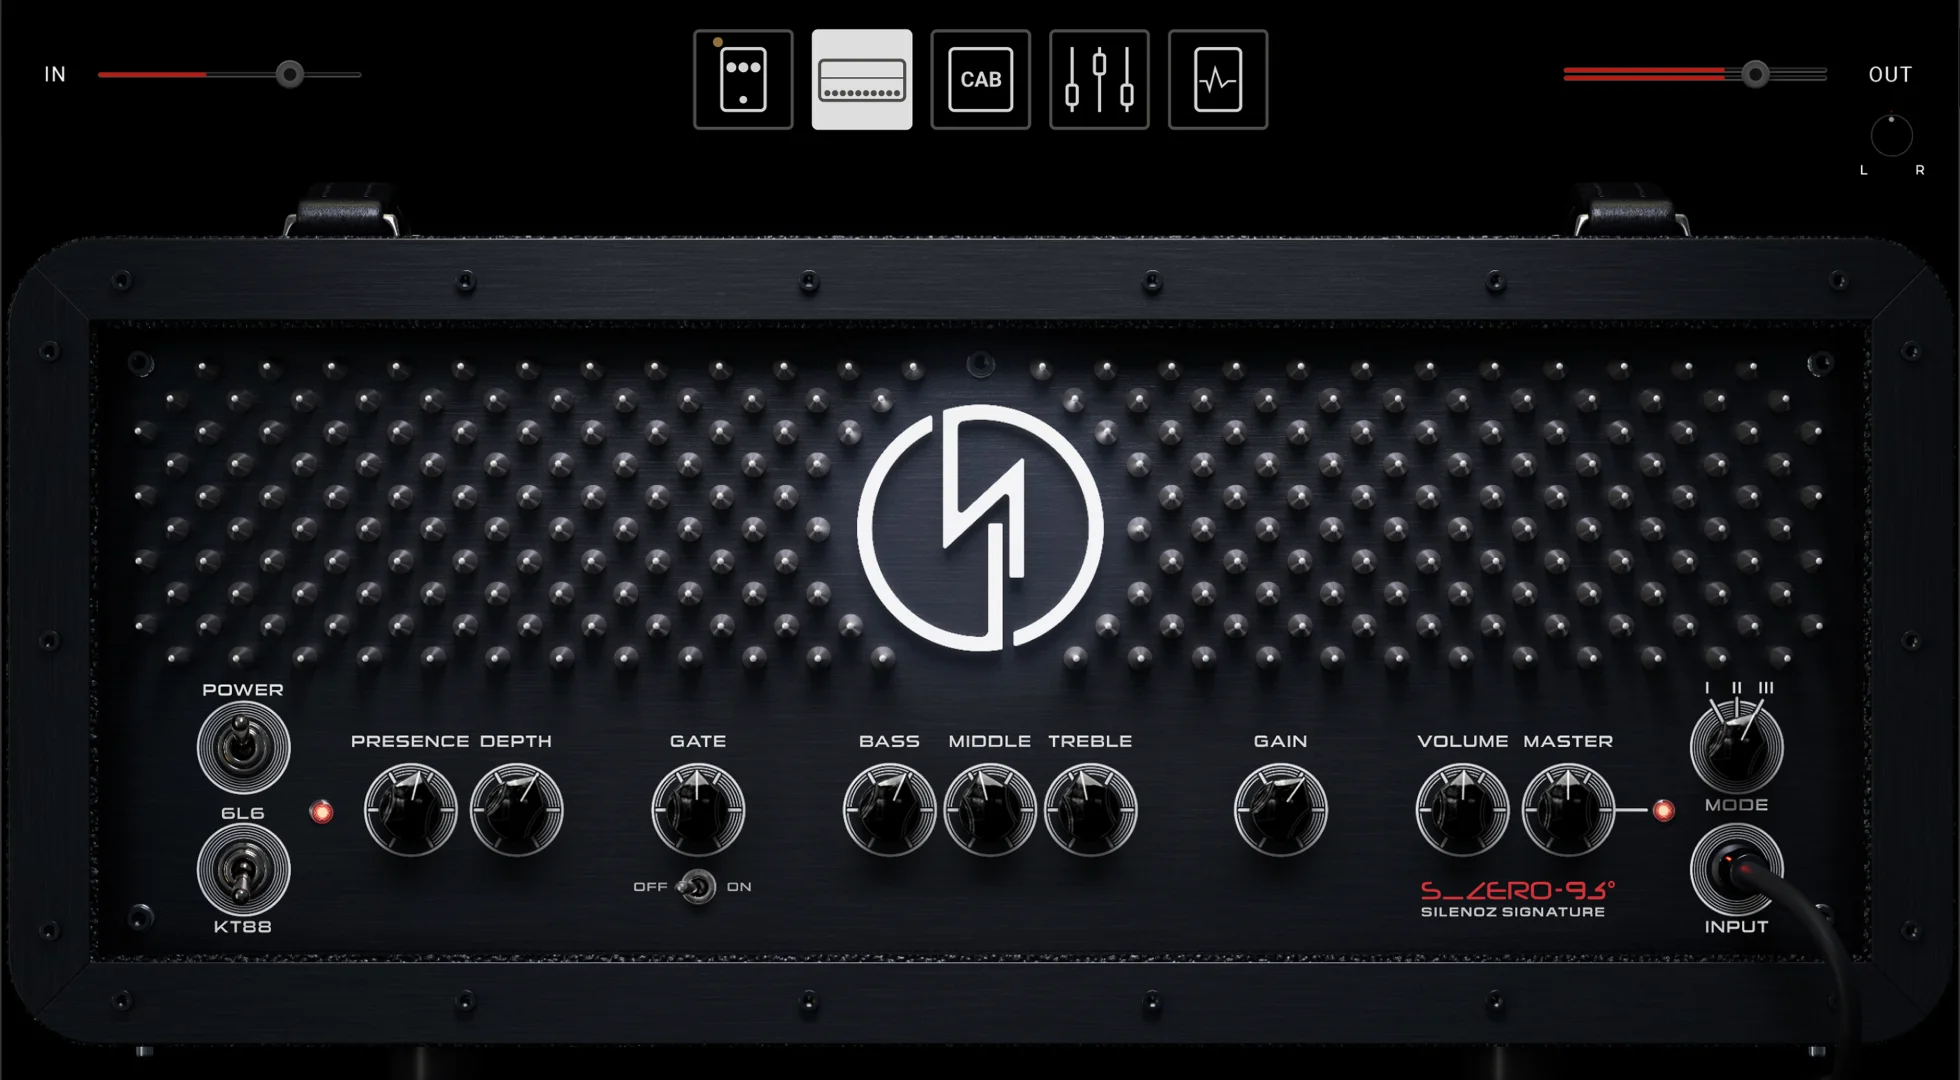 IN
CAB
OUT
L R
POWER
I II III
PRESENCE DEPTH GATE BASS MIDDLE TREBLE GAIN VOLUME MASTER
MODE
6L6
OFF ON
S_ZERO-93°
SILENOZ SIGNATURE
KT88
INPUT